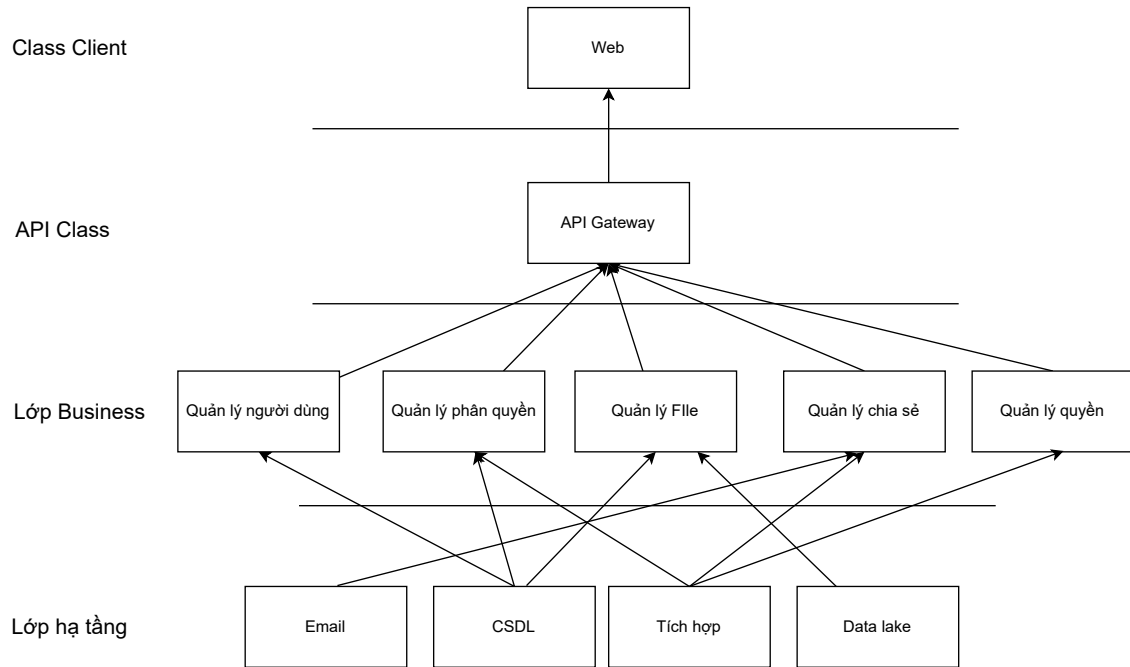 Class Client
Web
API Class
API Gateway
Lớp Business
Quản lý người dùng
Quản lý phân quyền
Quản lý FIle
Quản lý chia sẻ
Quản lý quyền
Lớp hạ tầng
Email
CSDL
Tích hợp
Data lake